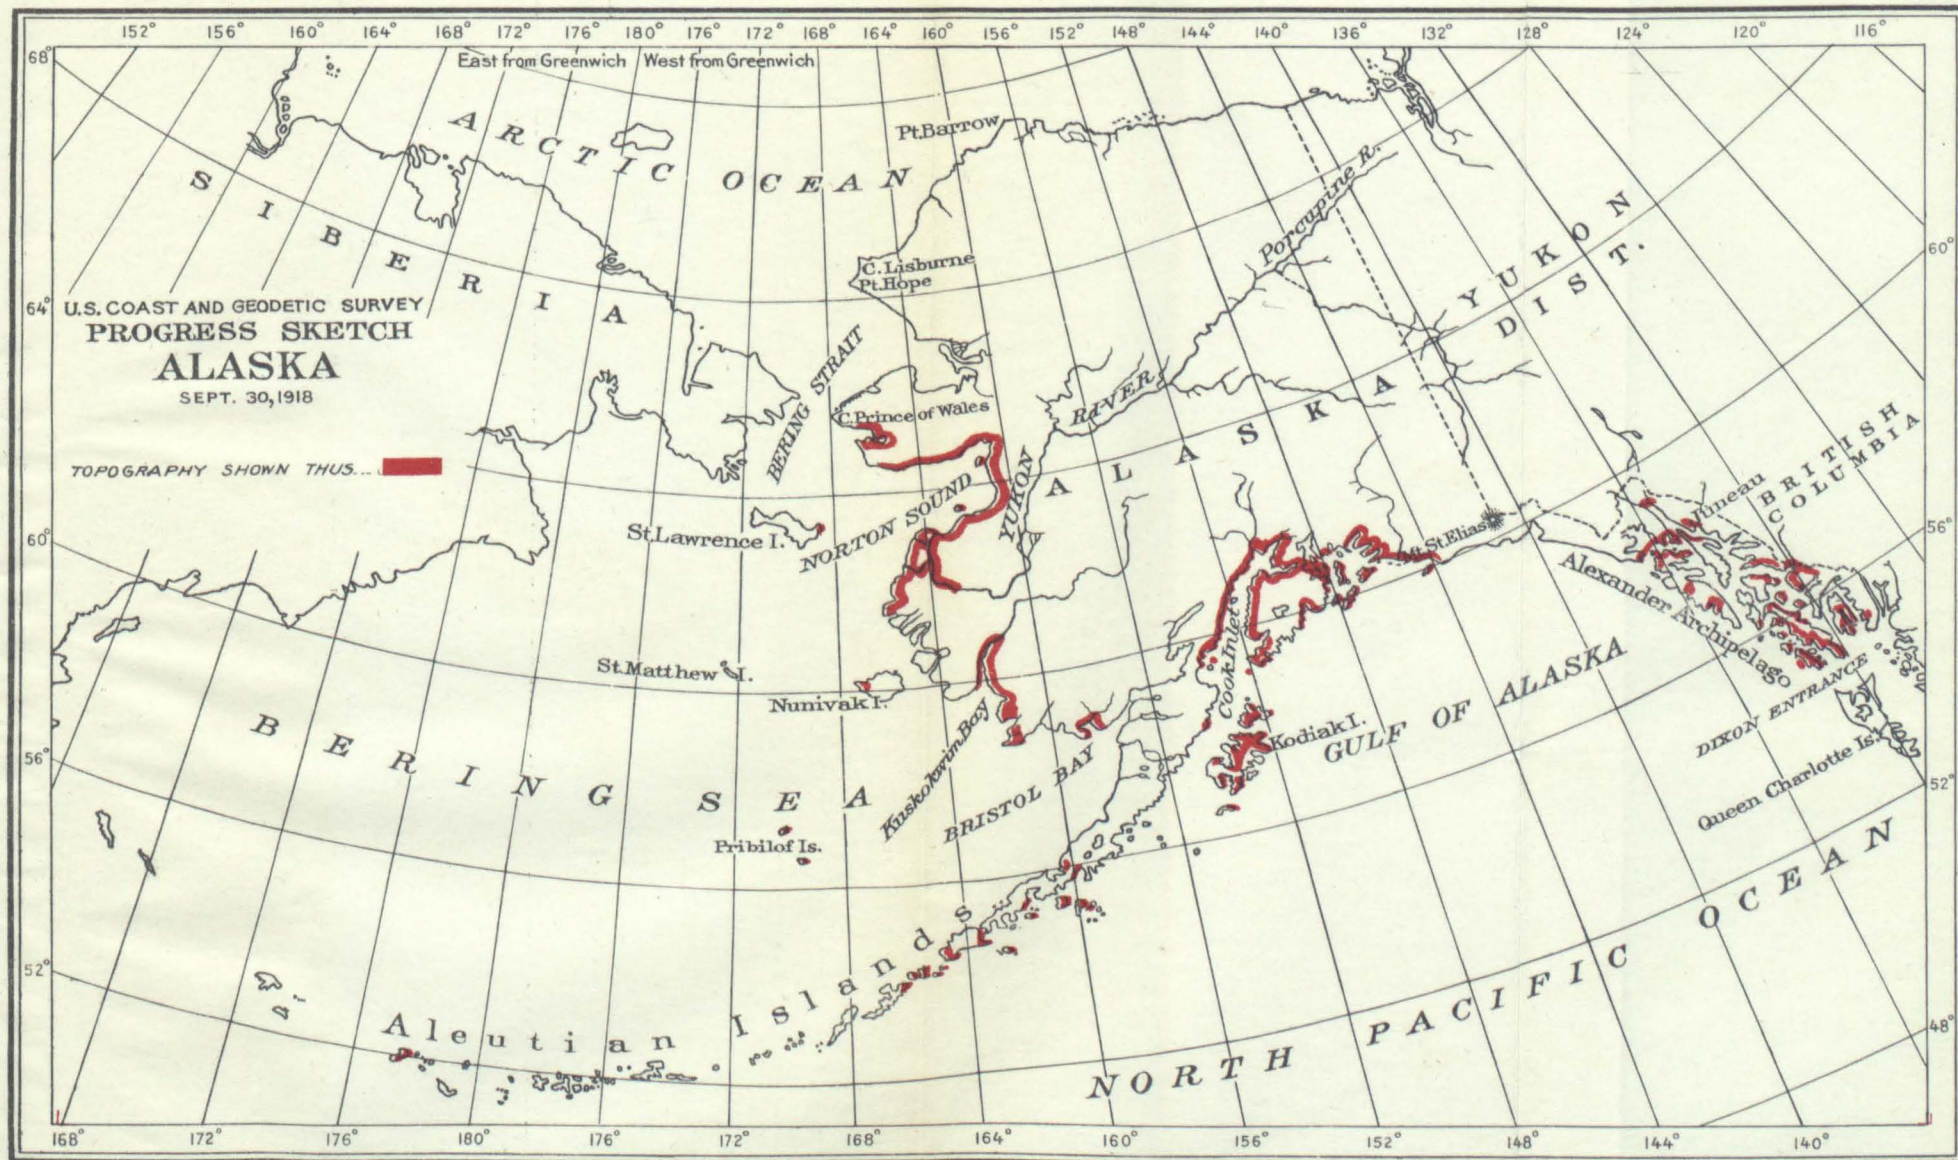 152° 156° 160° 164° 168° 172° 176° 180° 176° 172° 168° 164° 160° 156° 152° 148° 144° 140° 136° 132° 128° 124° 120° 116°
East from Greenwich West from Greenwich
68°
64°
60°
56°
52°
60°
56°
52°
48°
ARCTIC OCEAN
SIBERIA
U.S. COAST AND GEODETIC SURVEY
PROGRESS SKETCH
ALASKA
SEPT. 30, 1918
TOPOGRAPHY SHOWN THUS...
Pt. Barrow
C. Lisburne
Pt. Hope
Porcupine R.
YUKON
DIST.
BERING STRAIT
C. Prince of Wales
YUKON RIVER
ALASKA
NORTON SOUND
St. Lawrence I.
BRITISH
COLUMBIA
Juneau
Mt. St. Elias
Alexander Archipelago
St. Matthew I.
Nunivak I.
Kuskokwim Bay
Cook Inlet
Kodiak I.
GULF OF ALASKA
DIXON ENTRANCE
Queen Charlotte Is.
BERING SEA
BRISTOL BAY
Pribilof Is.
Aleutian Islands
NORTH PACIFIC OCEAN
168° 172° 176° 180° 176° 172° 168° 164° 160° 156° 152° 148° 144° 140°